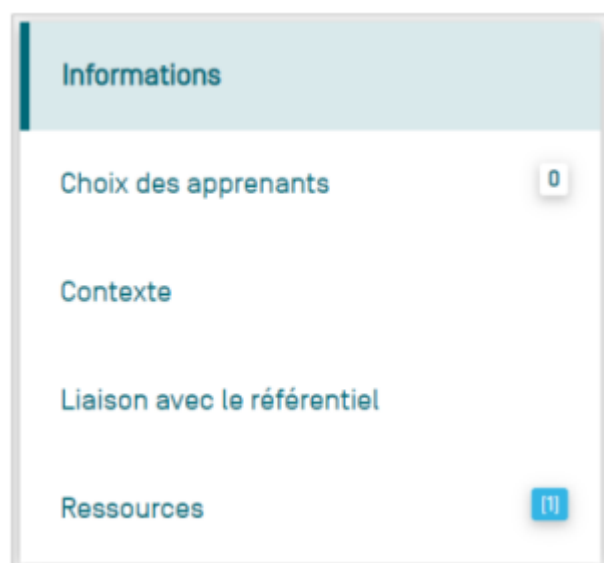 Informations
Choix des apprenants 0
Contexte
Liaison avec le référentiel
Ressources [1]